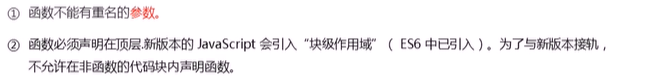 ① 函数不能有重名的参数。
② 函数必须声明在顶层.新版本的 JavaScript 会引入“块级作用域”（ ES6 中已引入）。为了与新版本接轨，
不允许在非函数的代码块内声明函数。